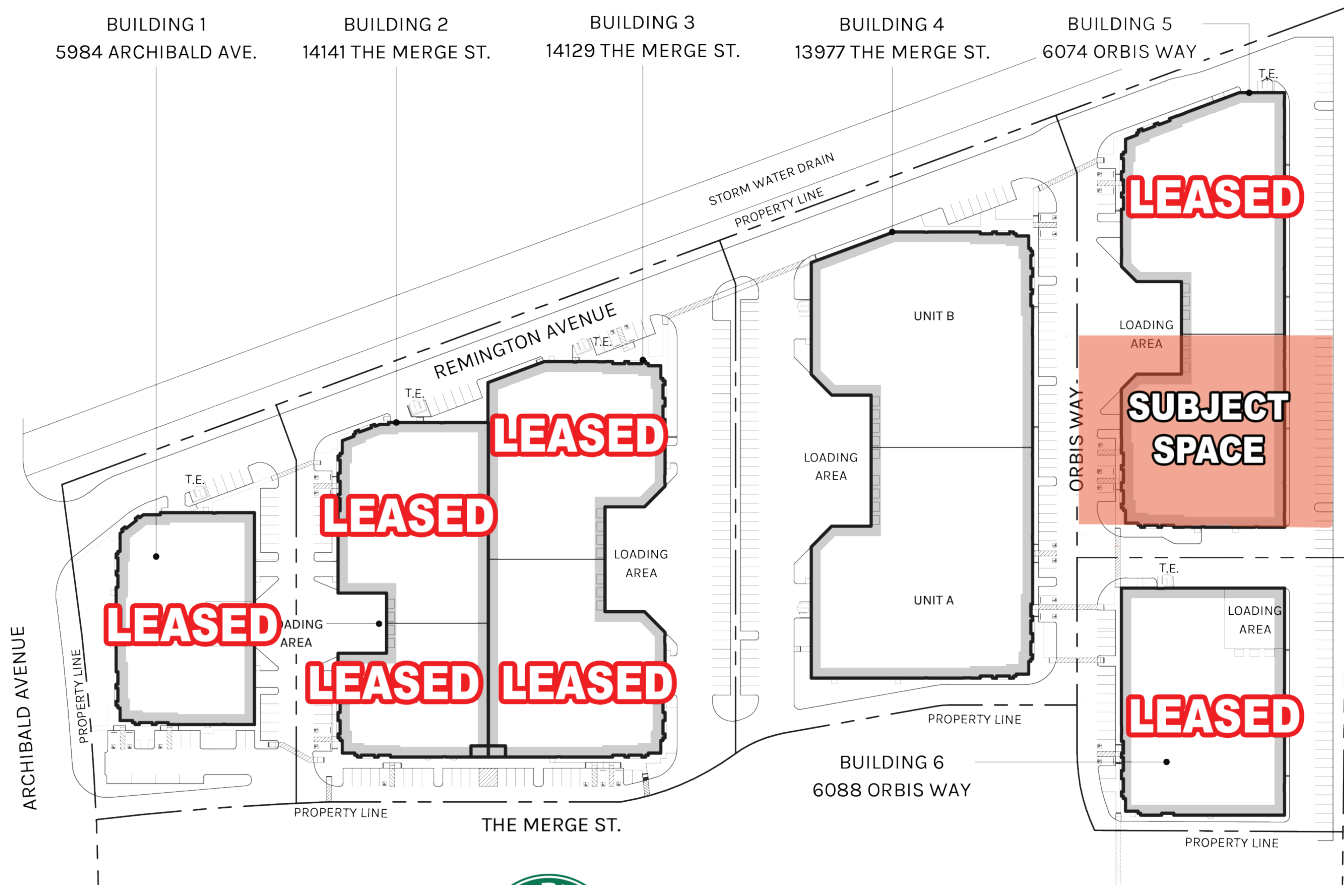 BUILDING 1
5984 ARCHIBALD AVE.
BUILDING 2
14141 THE MERGE ST.
BUILDING 3
14129 THE MERGE ST.
BUILDING 4
13977 THE MERGE ST.
BUILDING 5
6074 ORBIS WAY
T.E.
STORM WATER DRAIN
PROPERTY LINE
LEASED
REMINGTON AVENUE
UNIT B
LOADING
AREA
T.E.
T.E.
LEASED
SUBJECT
SPACE
ORBIS WAY
LOADING
AREA
T.E.
LEASED
LOADING
AREA
T.E.
UNIT A
LOADING
AREA
LEASED
LOADING
AREA
LEASED
LEASED
LEASED
ARCHIBALD AVENUE
PROPERTY LINE
PROPERTY LINE
BUILDING 6
6088 ORBIS WAY
PROPERTY LINE
THE MERGE ST.
PROPERTY LINE